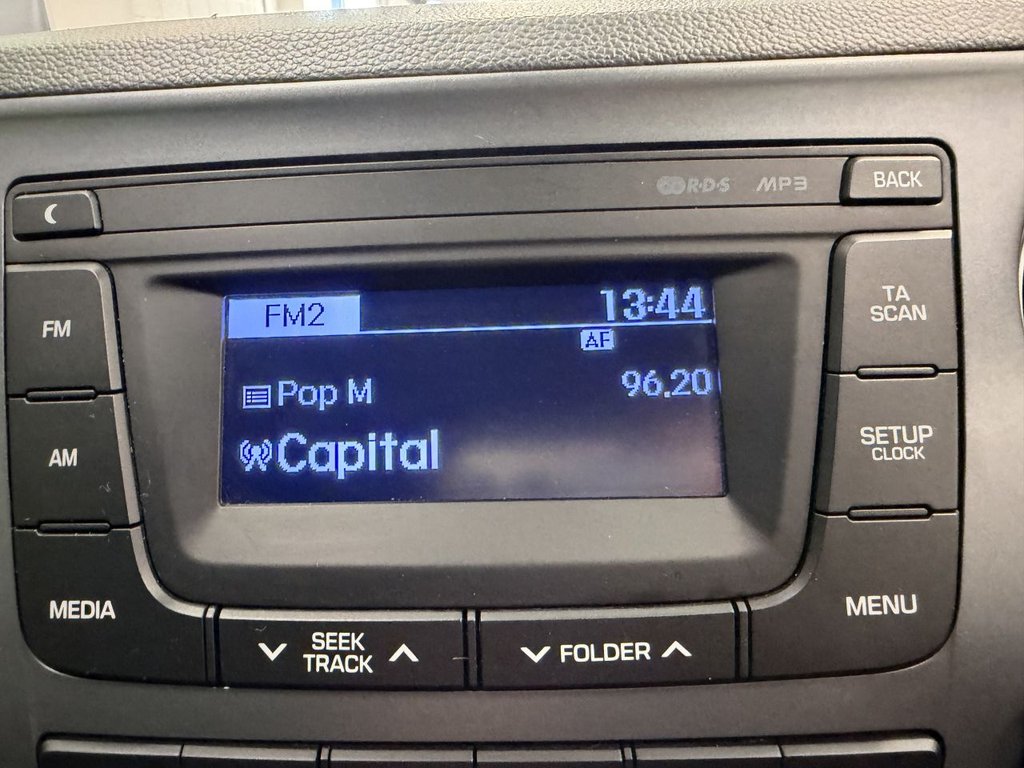 R·D·S MP3 BACK
FM2 13:44
AF
Pop M 96.20
Capital
FM
AM
MEDIA
TA
SCAN
SETUP
CLOCK
MENU
SEEK
TRACK
FOLDER